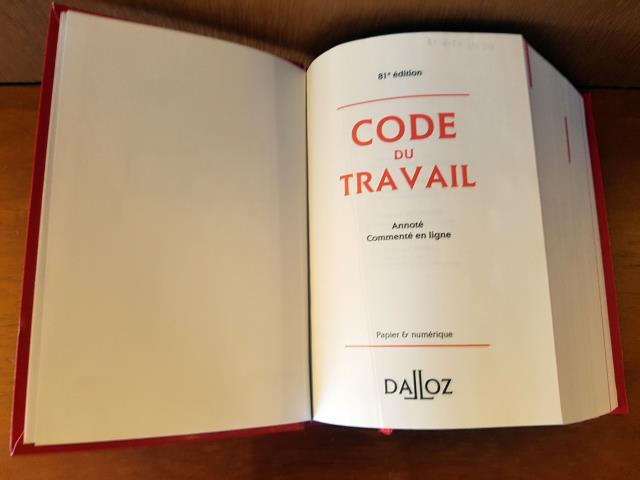 81e édition
CODE
DU
TRAVAIL
Annoté
Commenté en ligne
Papier & numérique
DALLOZ